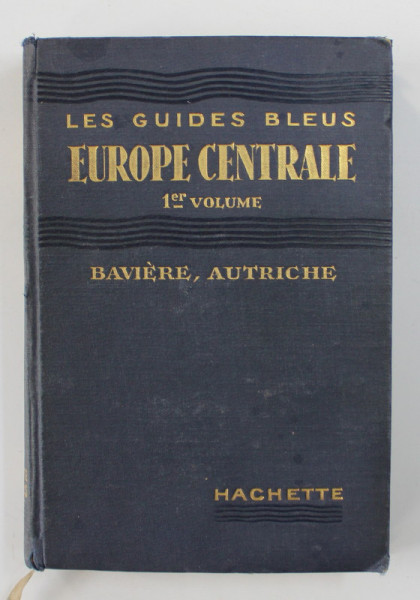 LES GUIDES BLEUS
EUROPE CENTRALE
1er VOLUME
BAVIÈRE, AUTRICHE
HACHETTE